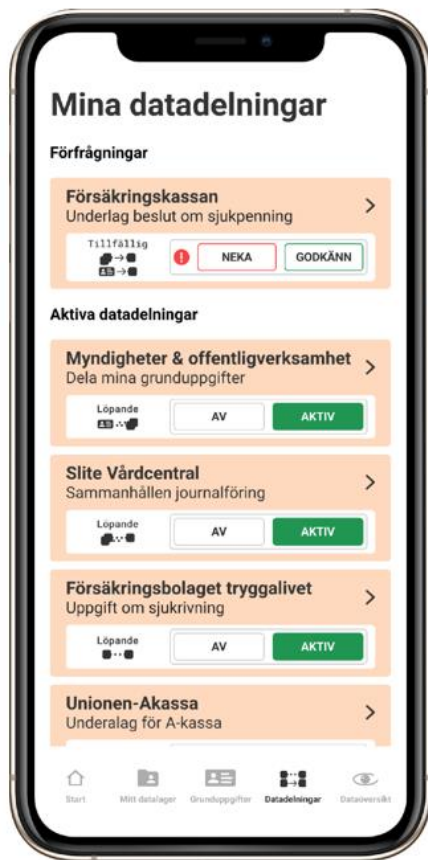 Mina datadelningar
Förfrågningar
Försäkringskassan
Underlag beslut om sjukpenning
Tillfällig
NEKA
GODKÄNN
Aktiva datadelningar
Myndigheter & offentligverksamhet
Dela mina grunduppgifter
Löpande
AV
AKTIV
Slite Vårdcentral
Sammanhållen journalföring
Löpande
AV
AKTIV
Försäkringsbolaget tryggalivet
Uppgift om sjukrivning
Löpande
AV
AKTIV
Unionen-Akassa
Underalag för A-kassa
Start
Mitt datalager
Grunduppgifter
Datadelningar
Dataöversikt